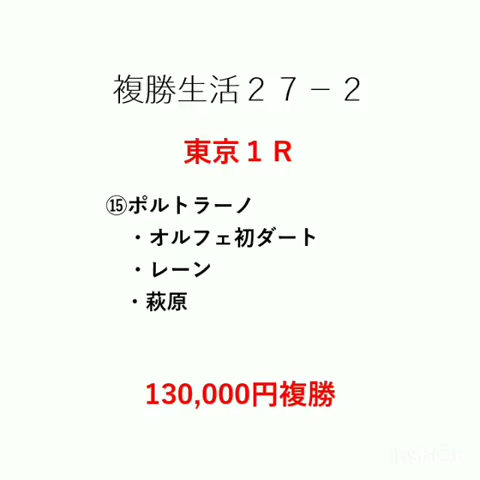 複勝生活２７－２
東京１Ｒ
⑮ポルトラーノ
・オルフェ初ダート
・レーン
・萩原
130,000円複勝